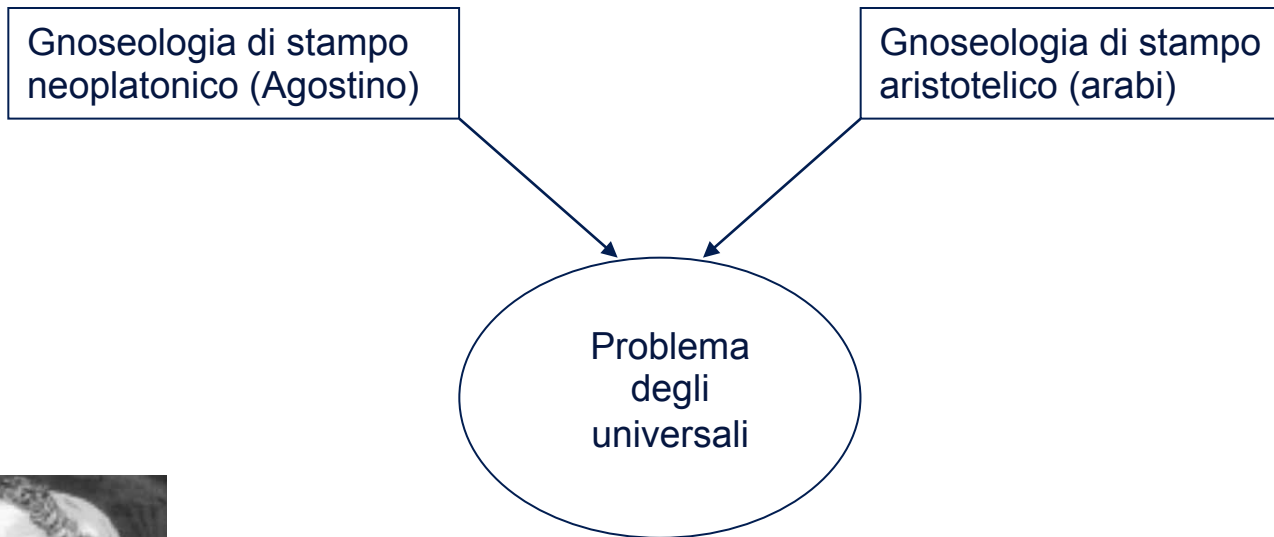 Gnoseologia di stampo
neoplatonico (Agostino)
Gnoseologia di stampo
aristotelico (arabi)
Problema
degli
universali